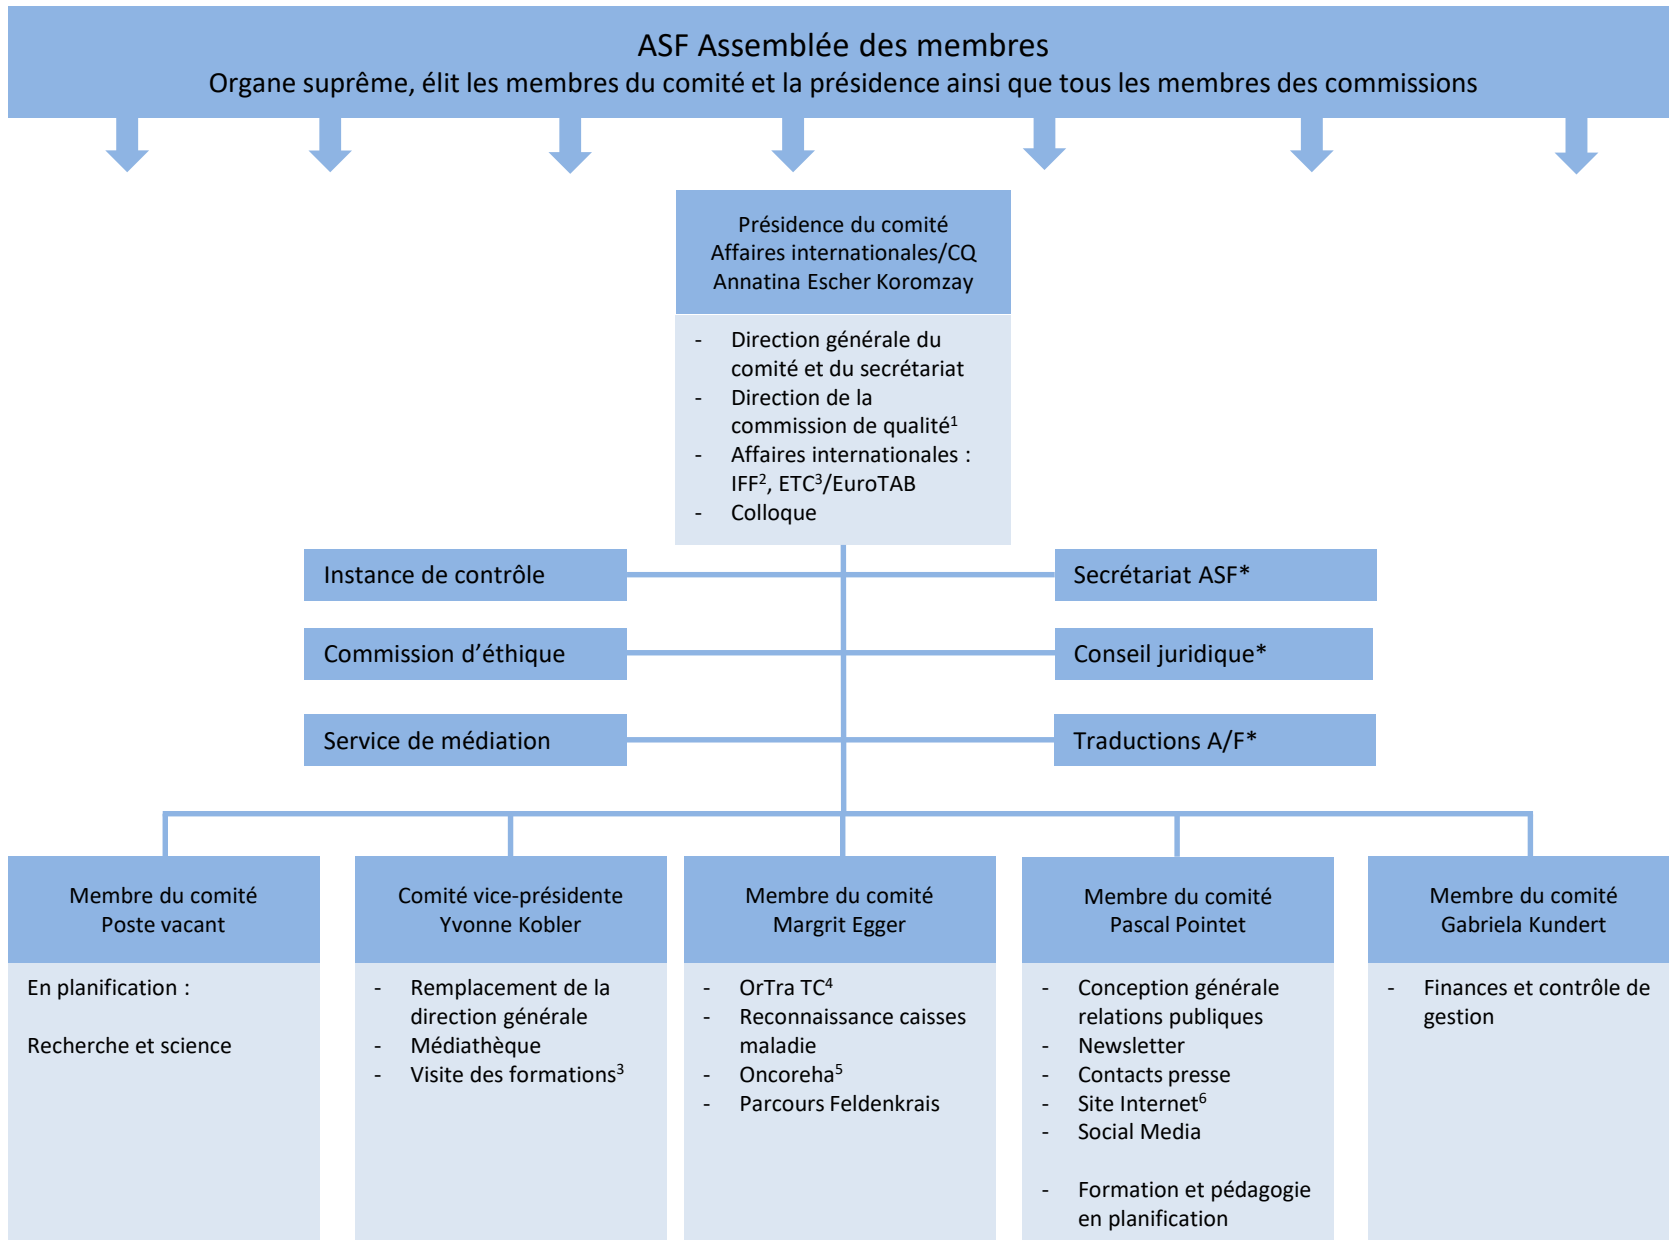 ASF Assemblée des membres
Organe suprême, élit les membres du comité et la présidence ainsi que tous les membres des commissions
Présidence du comité
Affaires internationales/CQ
Annatina Escher Koromzay
- Direction générale du
comité et du secrétariat
- Direction de la
commission de qualité¹
- Affaires internationales :
IFF², ETC³/EuroTAB
- Colloque
Instance de contrôle
Secrétariat ASF*
Commission d’éthique
Conseil juridique*
Service de médiation
Traductions A/F*
Membre du comité
Poste vacant
En planification :
Recherche et science
Comité vice-présidente
Yvonne Kobler
- Remplacement de la
direction générale
- Médiathèque
- Visite des formations³
Membre du comité
Margrit Egger
- OrTra TC⁴
- Reconnaissance caisses
maladie
- Oncoreha⁵
- Parcours Feldenkrais
Membre du comité
Pascal Pointet
- Conception générale
relations publiques
- Newsletter
- Contacts presse
- Site Internet⁶
- Social Media
- Formation et pédagogie
en planification
Membre du comité
Gabriela Kundert
- Finances et contrôle de
gestion